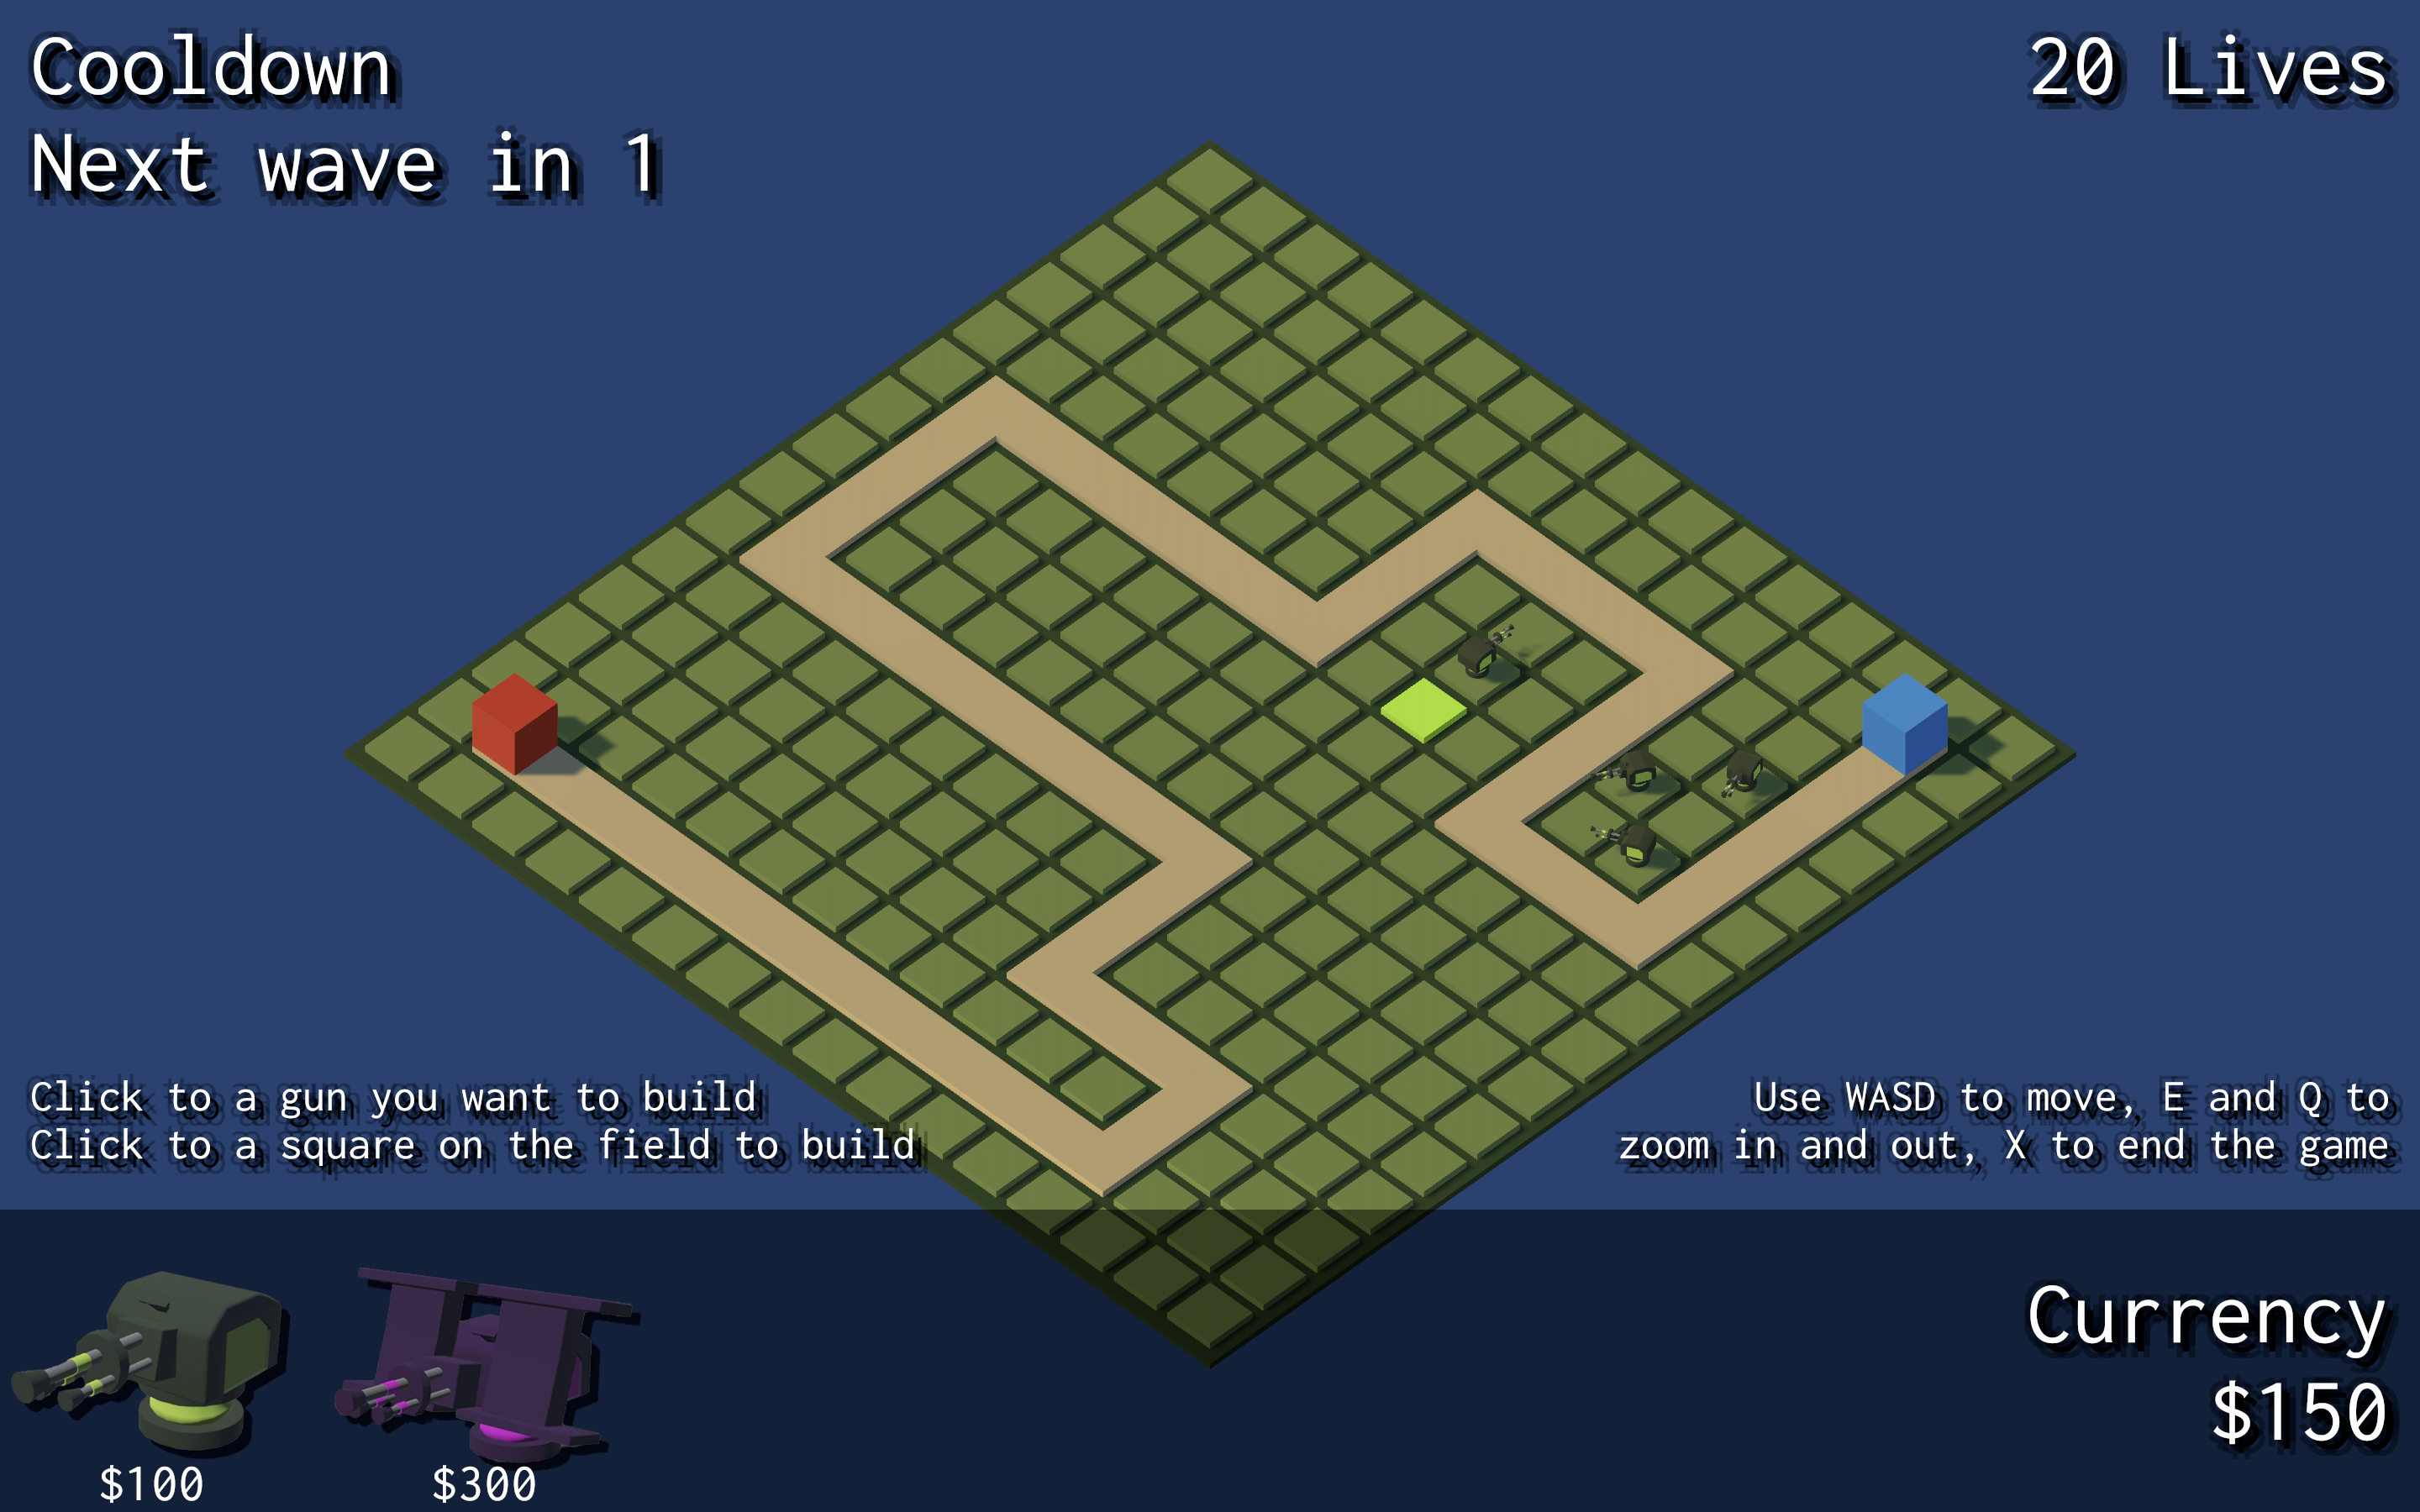 Cooldown
Next wave in 1
20 Lives
Click to a gun you want to build
Click to a square on the field to build
Use WASD to move, E and Q to
zoom in and out, X to end the game
$100
$300
Currency
$150